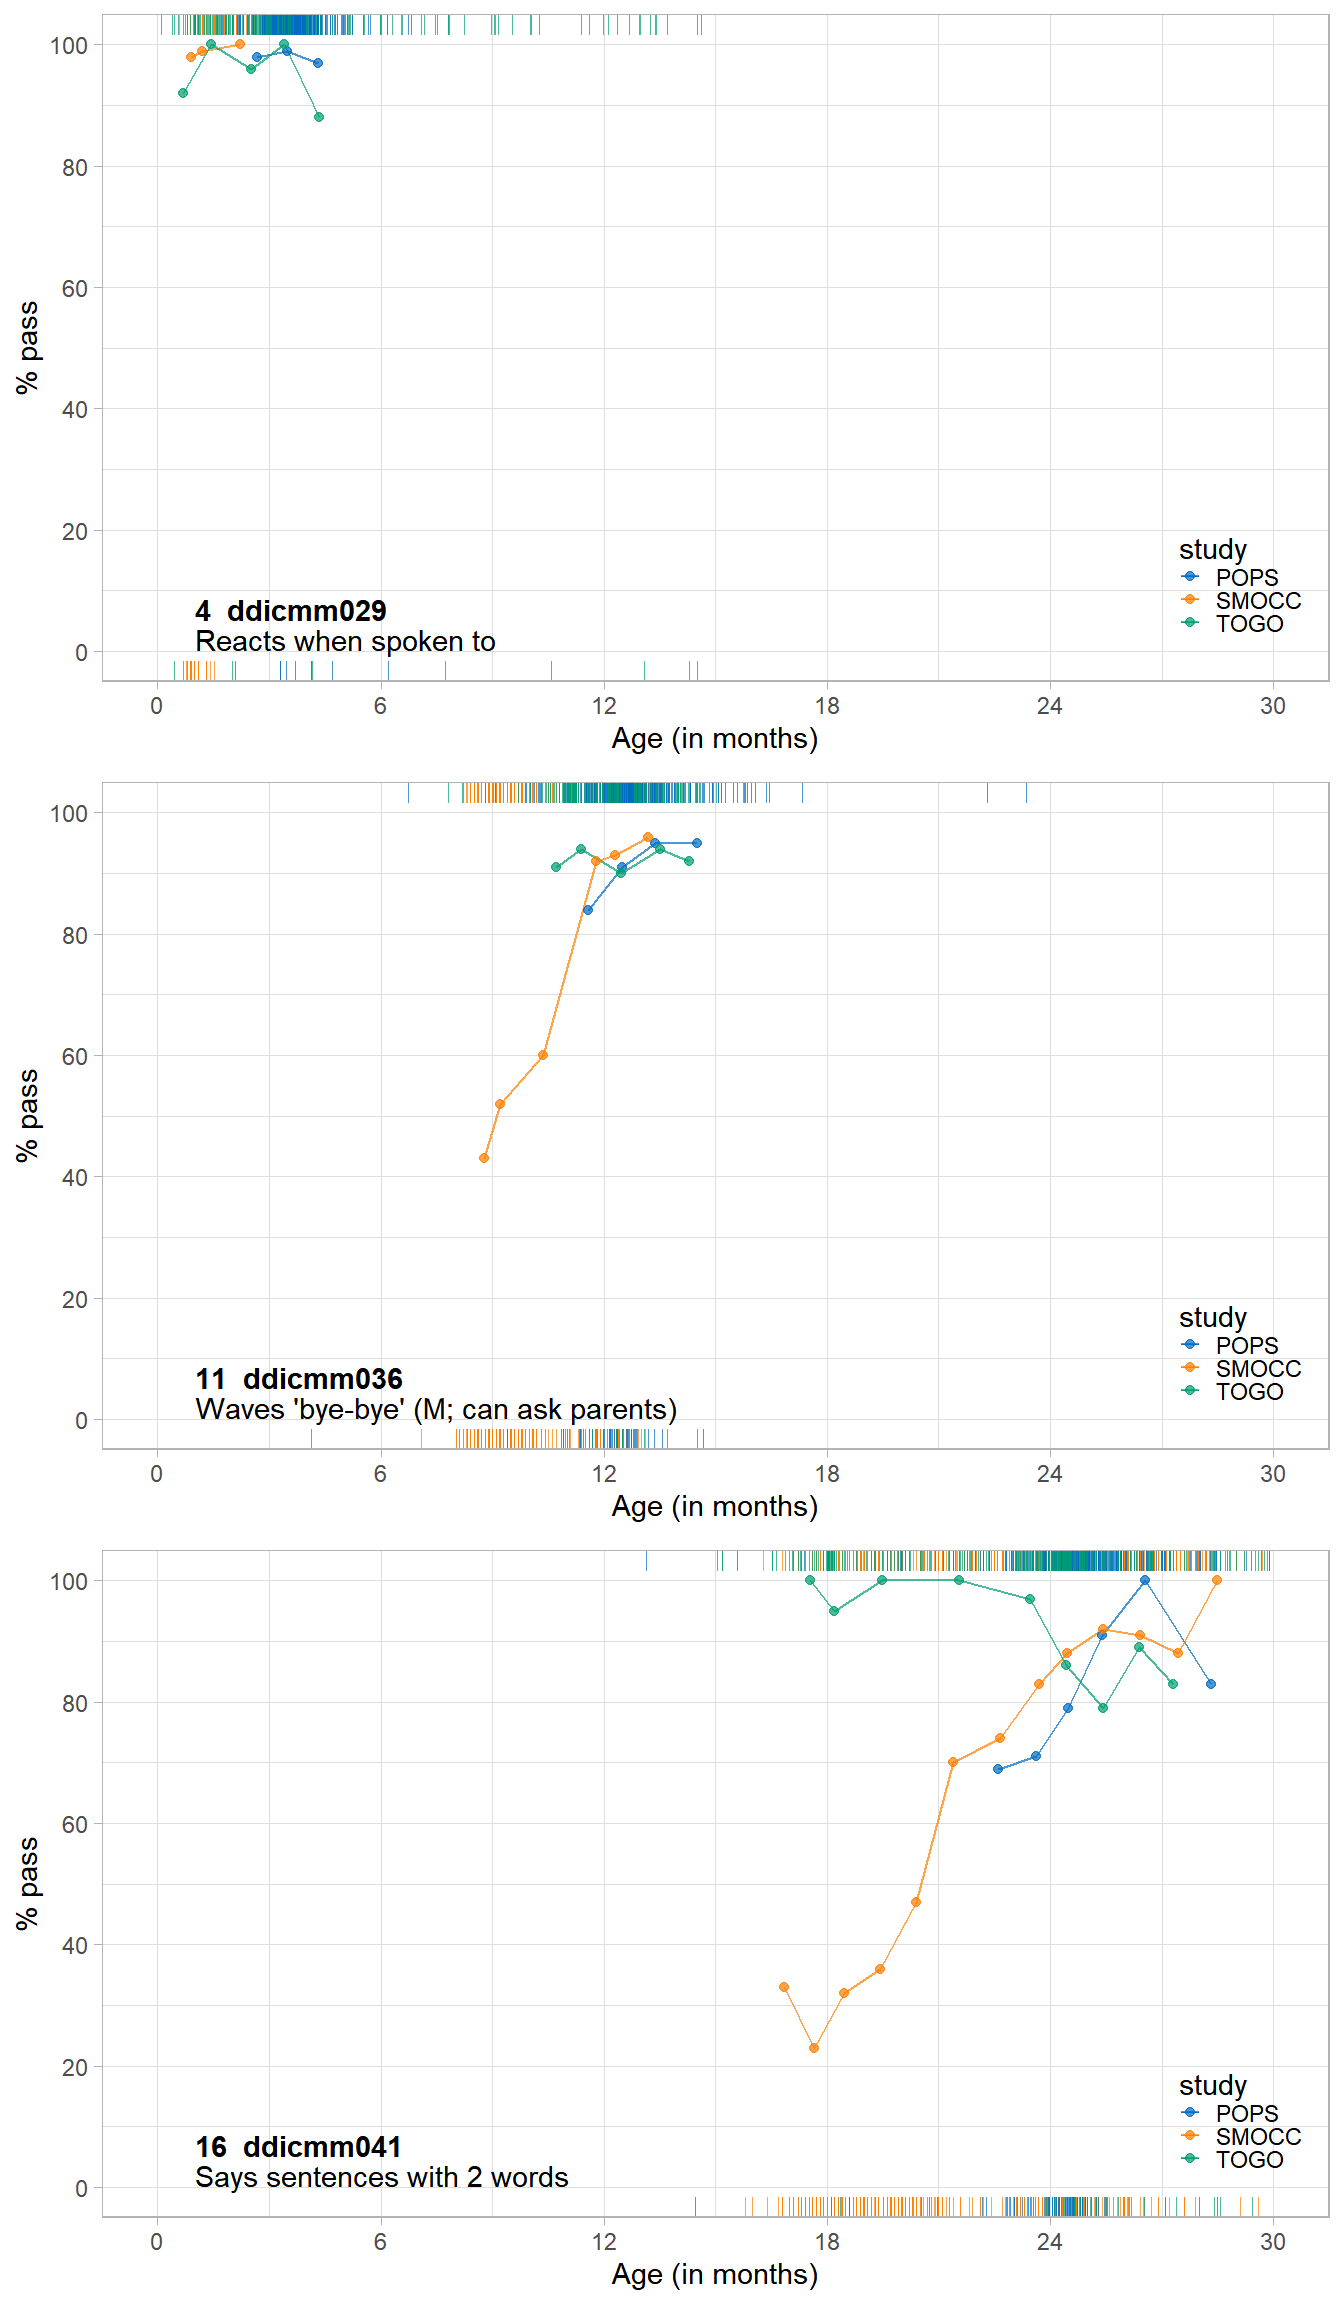 100
80
60
40
20
0
% pass
4 ddicmm029
Reacts when spoken to
study
POPS
SMOCC
TOGO
0 6 12 18 24 30
Age (in months)
100
80
60
40
20
0
% pass
11 ddicmm036
Waves 'bye-bye' (M; can ask parents)
study
POPS
SMOCC
TOGO
0 6 12 18 24 30
Age (in months)
100
80
60
40
20
0
% pass
16 ddicmm041
Says sentences with 2 words
study
POPS
SMOCC
TOGO
0 6 12 18 24 30
Age (in months)